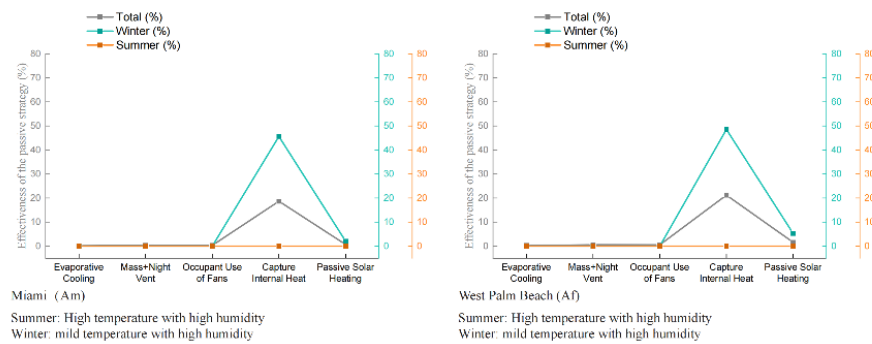 Total (%)
Winter (%)
Summer (%)
Effectiveness of the passive strategy (%)
80 80 80
70 70 70
60 60 60
50 50 50
40 40 40
30 30 30
20 20 20
10 10 10
0 0 0
Evaporative Cooling
Mass+Night Vent
Occupant Use of Fans
Capture Internal Heat
Passive Solar Heating
Miami (Am)
Summer: High temperature with high humidity
Winter: mild temperature with high humidity
Total (%)
Winter (%)
Summer (%)
Effectiveness of the passive strategy (%)
80 80 80
70 70 70
60 60 60
50 50 50
40 40 40
30 30 30
20 20 20
10 10 10
0 0 0
Evaporative Cooling
Mass+Night Vent
Occupant Use of Fans
Capture Internal Heat
Passive Solar Heating
West Palm Beach (Af)
Summer: High temperature with high humidity
Winter: mild temperature with high humidity